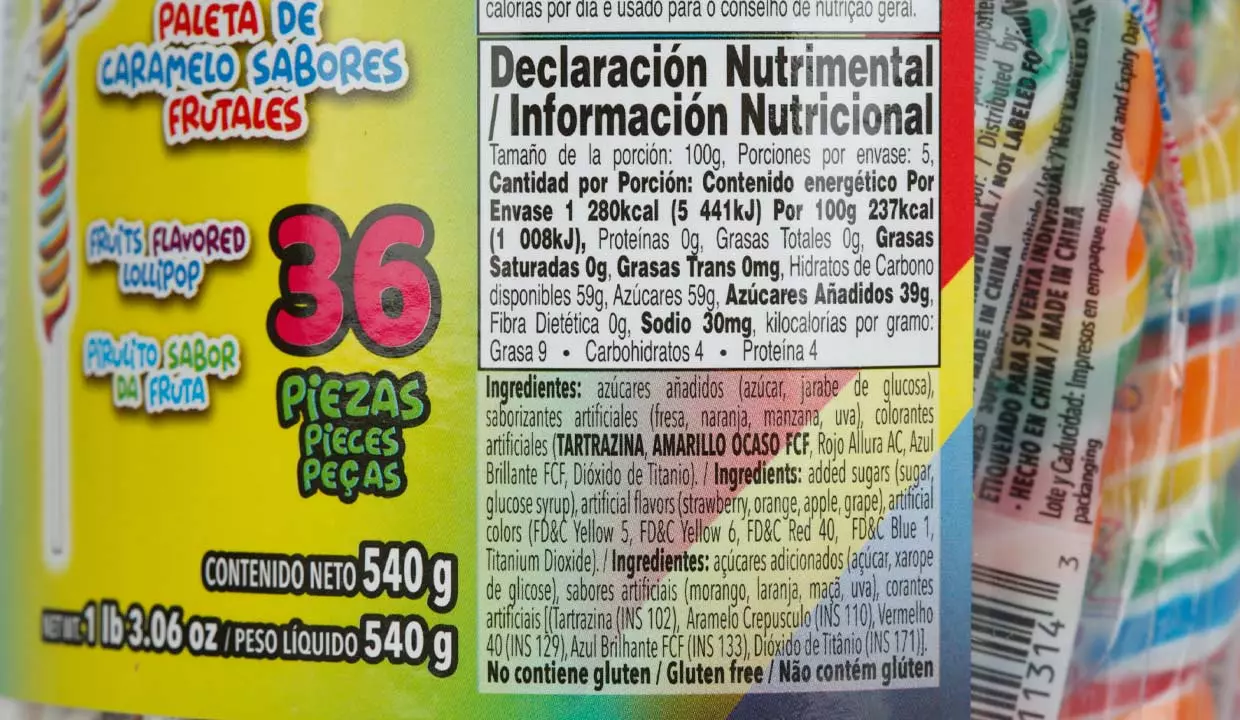 PALETA DE
CARAMELO SABORES
FRUTALES
FRUITS FLAVORED
LOLLIPOP
PIRULITO SABOR
DA FRUTA
36
PIEZAS
PIECES
PEÇAS
CONTENIDO NETO 540 g
NET WT 1 lb 3.06 oz / PESO LÍQUIDO 540 g
calorias por dia é usado para o conselho de nutrição geral.
Declaración Nutrimental
/ Información Nutricional
Tamaño de la porción: 100g, Porciones por envase: 5,
Cantidad por Porción: Contenido energético Por
Envase 1 280kcal (5 441kJ) Por 100g 237kcal
(1 008kJ), Proteínas 0g, Grasas Totales 0g, Grasas
Saturadas 0g, Grasas Trans 0mg, Hidratos de Carbono
disponibles 59g, Azúcares 59g, Azúcares Añadidos 39g,
Fibra Dietética 0g, Sodio 30mg, kilocalorías por gramo:
Grasa 9 • Carbohidratos 4 • Proteína 4
Ingredientes: azúcares añadidos (azúcar, jarabe de glucosa),
saborizantes artificiales (fresa, naranja, manzana, uva), colorantes
artificiales (TARTRAZINA, AMARILLO OCASO FCF, Rojo Allura AC, Azul
Brillante FCF, Dióxido de Titanio). / Ingredients: added sugars (sugar,
glucose syrup), artificial flavors (strawberry, orange, apple, grape), artificial
colors (FD&C Yellow 5, FD&C Yellow 6, FD&C Red 40, FD&C Blue 1,
Titanium Dioxide). / Ingredientes: açúcares adicionados (açúcar, xarope
de glicose), sabores artificiais (morango, laranja, maçã, uva), corantes
artificiais [(Tartrazina (INS 102), Aramelo Crepusculo (INS 110), Vermelho
40 (INS 129), Azul Brilhante FCF (INS 133), Dióxido de Titânio (INS 171)].
No contiene gluten / Gluten free / Não contém glúten
/ Distributed by:
/ NOT LABELED FOR
MADE IN CHINA
ETIQUETADO PARA SU VENTA INDIVIDUAL
• HECHO EN CHINA / MADE IN CHINA
Lote y Caducidad: Impresos en empaque múltiple / Lot and Expiry Date
packaging
11314 3